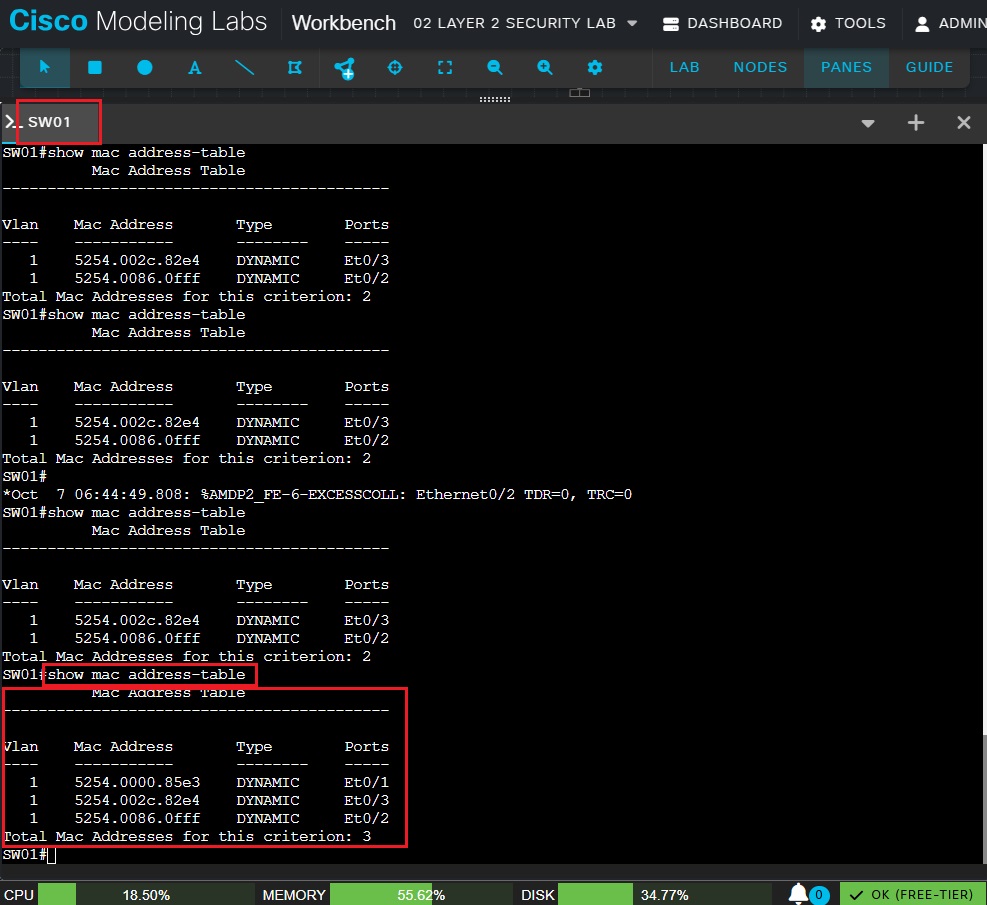 Cisco Modeling Labs Workbench 02 LAYER 2 SECURITY LAB DASHBOARD TOOLS ADMIN
A LAB NODES PANES GUIDE
SW01
SW01#show mac address-table
Mac Address Table
-------------------------------------------
Vlan Mac Address Type Ports
---- ----------- -------- -----
1 5254.002c.82e4 DYNAMIC Et0/3
1 5254.0086.0fff DYNAMIC Et0/2
Total Mac Addresses for this criterion: 2
SW01#show mac address-table
Mac Address Table
-------------------------------------------
Vlan Mac Address Type Ports
---- ----------- -------- -----
1 5254.002c.82e4 DYNAMIC Et0/3
1 5254.0086.0fff DYNAMIC Et0/2
Total Mac Addresses for this criterion: 2
SW01#
*Oct  7 06:44:49.808: %AMDP2_FE-6-EXCESSCOLL: Ethernet0/2 TDR=0, TRC=0
SW01#show mac address-table
Mac Address Table
-------------------------------------------
Vlan Mac Address Type Ports
---- ----------- -------- -----
1 5254.002c.82e4 DYNAMIC Et0/3
1 5254.0086.0fff DYNAMIC Et0/2
Total Mac Addresses for this criterion: 2
SW01#show mac address-table
Mac Address Table
-------------------------------------------
Vlan Mac Address Type Ports
---- ----------- -------- -----
1 5254.0000.85e3 DYNAMIC Et0/1
1 5254.002c.82e4 DYNAMIC Et0/3
1 5254.0086.0fff DYNAMIC Et0/2
Total Mac Addresses for this criterion: 3
SW01#
CPU 18.50% MEMORY 55.62% DISK 34.77% 0 OK (FREE-TIER)